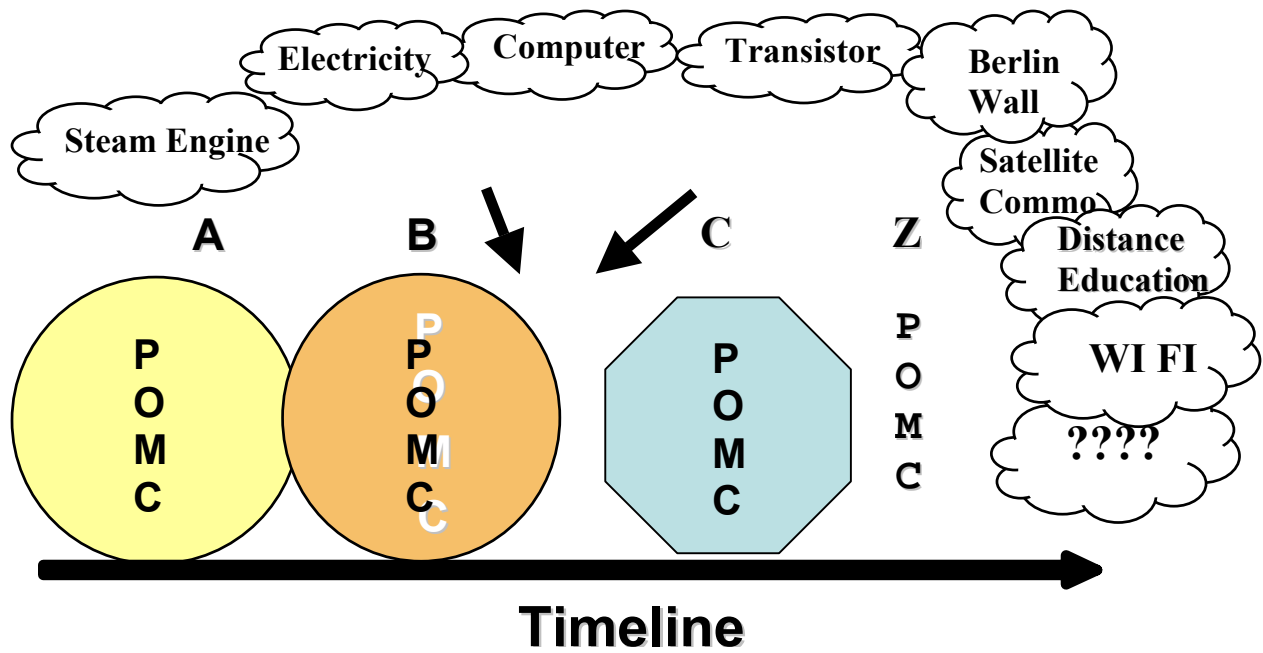 Steam Engine
Electricity
Computer
Transistor
Berlin
Wall
Satellite
Commo
Distance
Education
WI FI
????
A
B
C
Z
P
O
M
C
P
O
M
C
P
O
M
C
P
O
M
C
P
O
M
C
Timeline